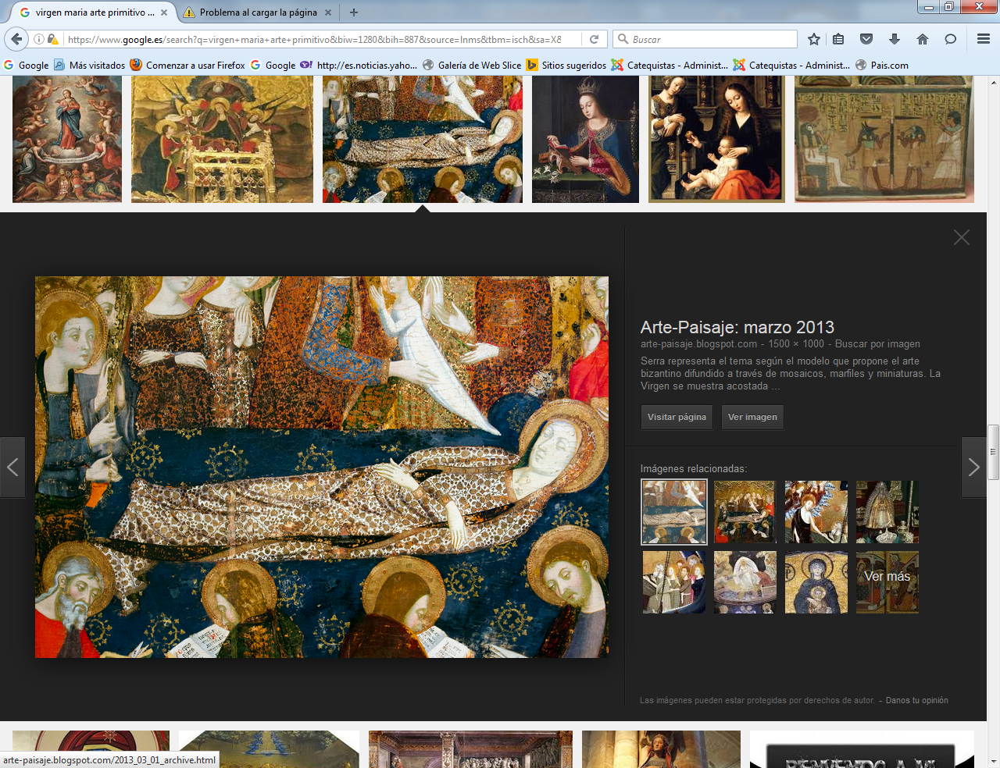 virgen maria arte primitivo ...
Problema al cargar la página
https://www.google.es/search?q=virgen+maria+arte+primitivo&biw=1280&bih=887&source=lnms&tbm=isch&sa=X&
Buscar
Google
Más visitados
Comenzar a usar Firefox
Google
http://es.noticias.yaho...
Galería de Web Slice
Sitios sugeridos
Catequistas - Administ...
Catequistas - Administ...
Pais.com
Arte-Paisaje: marzo 2013
arte-paisaje.blogspot.com - 1500 × 1000 - Buscar por imagen
Serra representa el tema según el modelo que propone el arte
bizantino difundido a través de mosaicos, marfiles y miniaturas. La
Virgen se muestra acostada ...
Visitar página
Ver imagen
Imágenes relacionadas:
Ver más
Las imágenes pueden estar protegidas por derechos de autor. - Danos tu opinión
arte-paisaje.blogspot.com/2013_03_01_archive.html
BIENVENIDO A MI